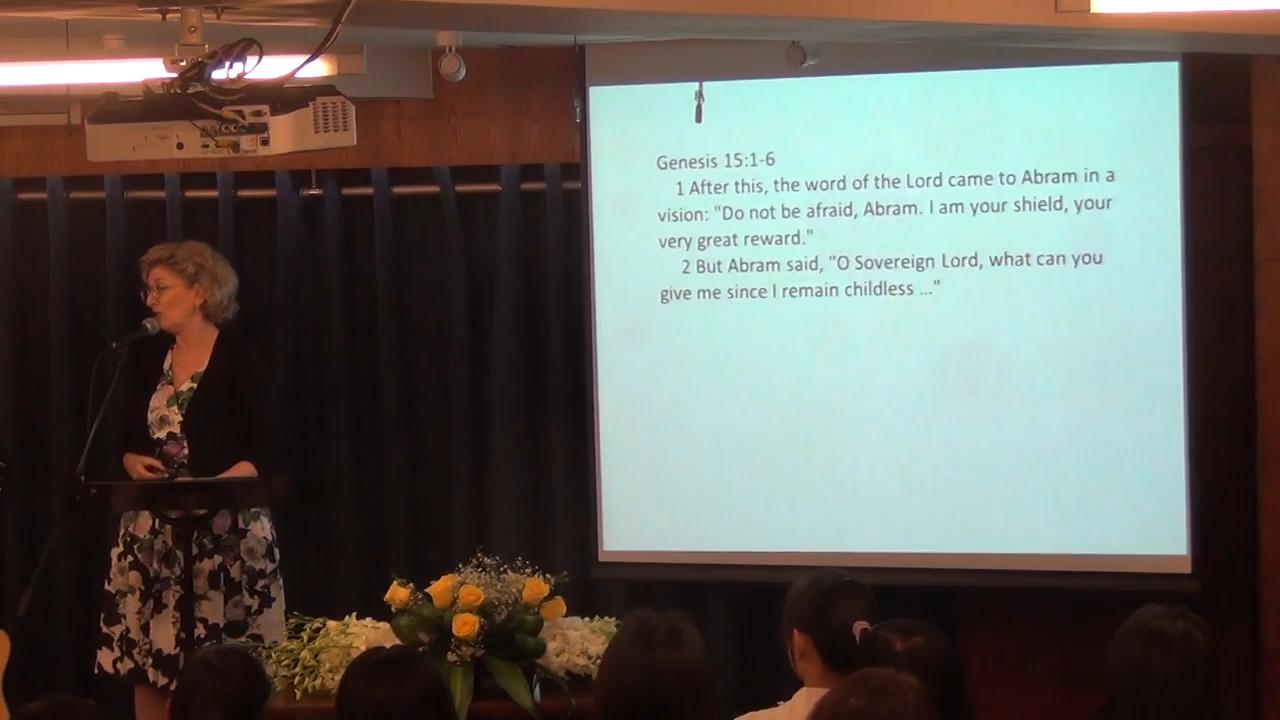 Genesis 15:1-6
1 After this, the word of the Lord came to Abram in a
vision: "Do not be afraid, Abram. I am your shield, your
very great reward."
2 But Abram said, "O Sovereign Lord, what can you
give me since I remain childless ..."